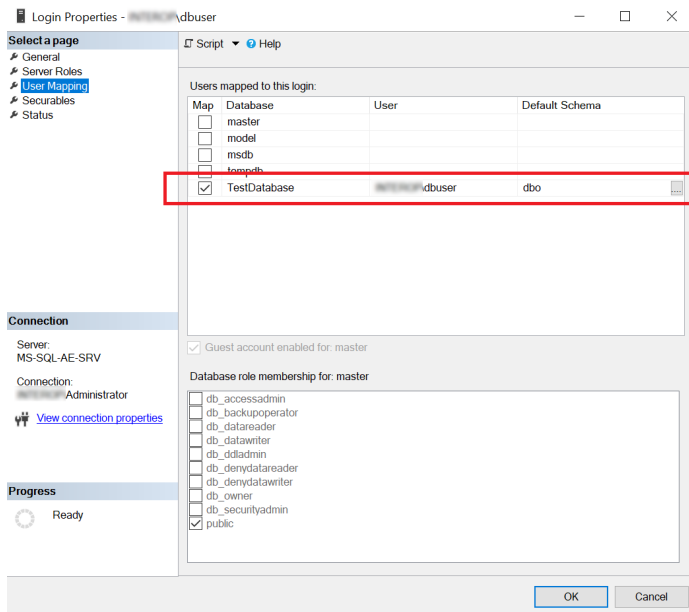 Login Properties - \dbuser
Select a page
General
Server Roles
User Mapping
Securables
Status
Script Help
Users mapped to this login:
Map Database User Default Schema
master
model
msdb
tempdb
TestDatabase \dbuser dbo ...
Guest account enabled for: master
Database role membership for: master
db_accessadmin
db_backupoperator
db_datareader
db_datawriter
db_ddladmin
db_denydatareader
db_denydatawriter
db_owner
db_securityadmin
public
Connection
Server:
MS-SQL-AE-SRV
Connection:
Administrator
View connection properties
Progress
Ready
OK Cancel